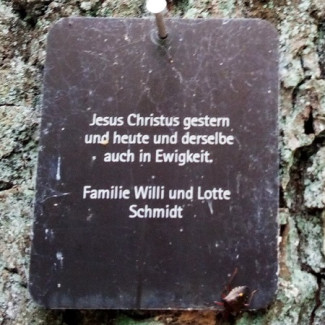 Jesus Christus gestern
und heute und derselbe
auch in Ewigkeit.
Familie Willi und Lotte
Schmidt